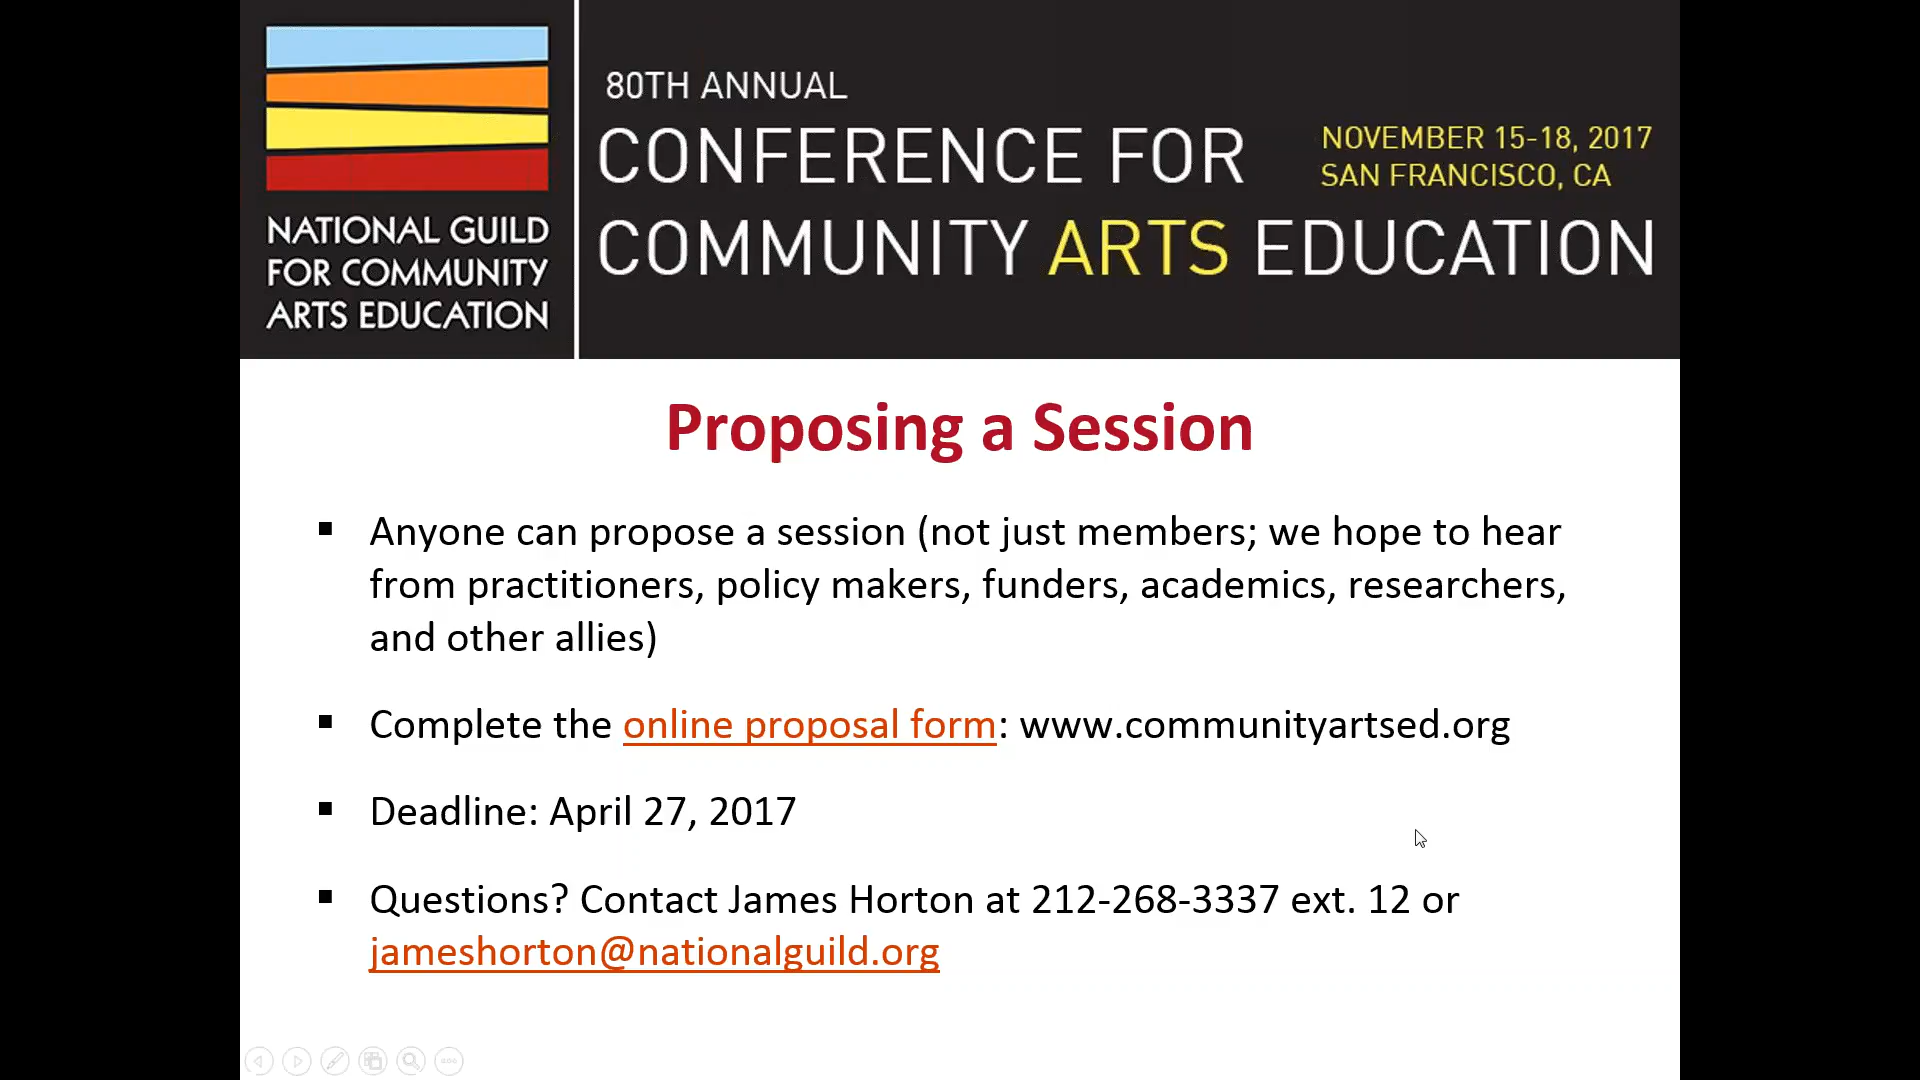 NATIONAL GUILD
FOR COMMUNITY
ARTS EDUCATION
80TH ANNUAL
CONFERENCE FOR
COMMUNITY ARTS EDUCATION
NOVEMBER 15-18, 2017
SAN FRANCISCO, CA
Proposing a Session
▪ Anyone can propose a session (not just members; we hope to hear
from practitioners, policy makers, funders, academics, researchers,
and other allies)
▪ Complete the online proposal form: www.communityartsed.org
▪ Deadline: April 27, 2017
▪ Questions? Contact James Horton at 212-268-3337 ext. 12 or
jameshorton@nationalguild.org